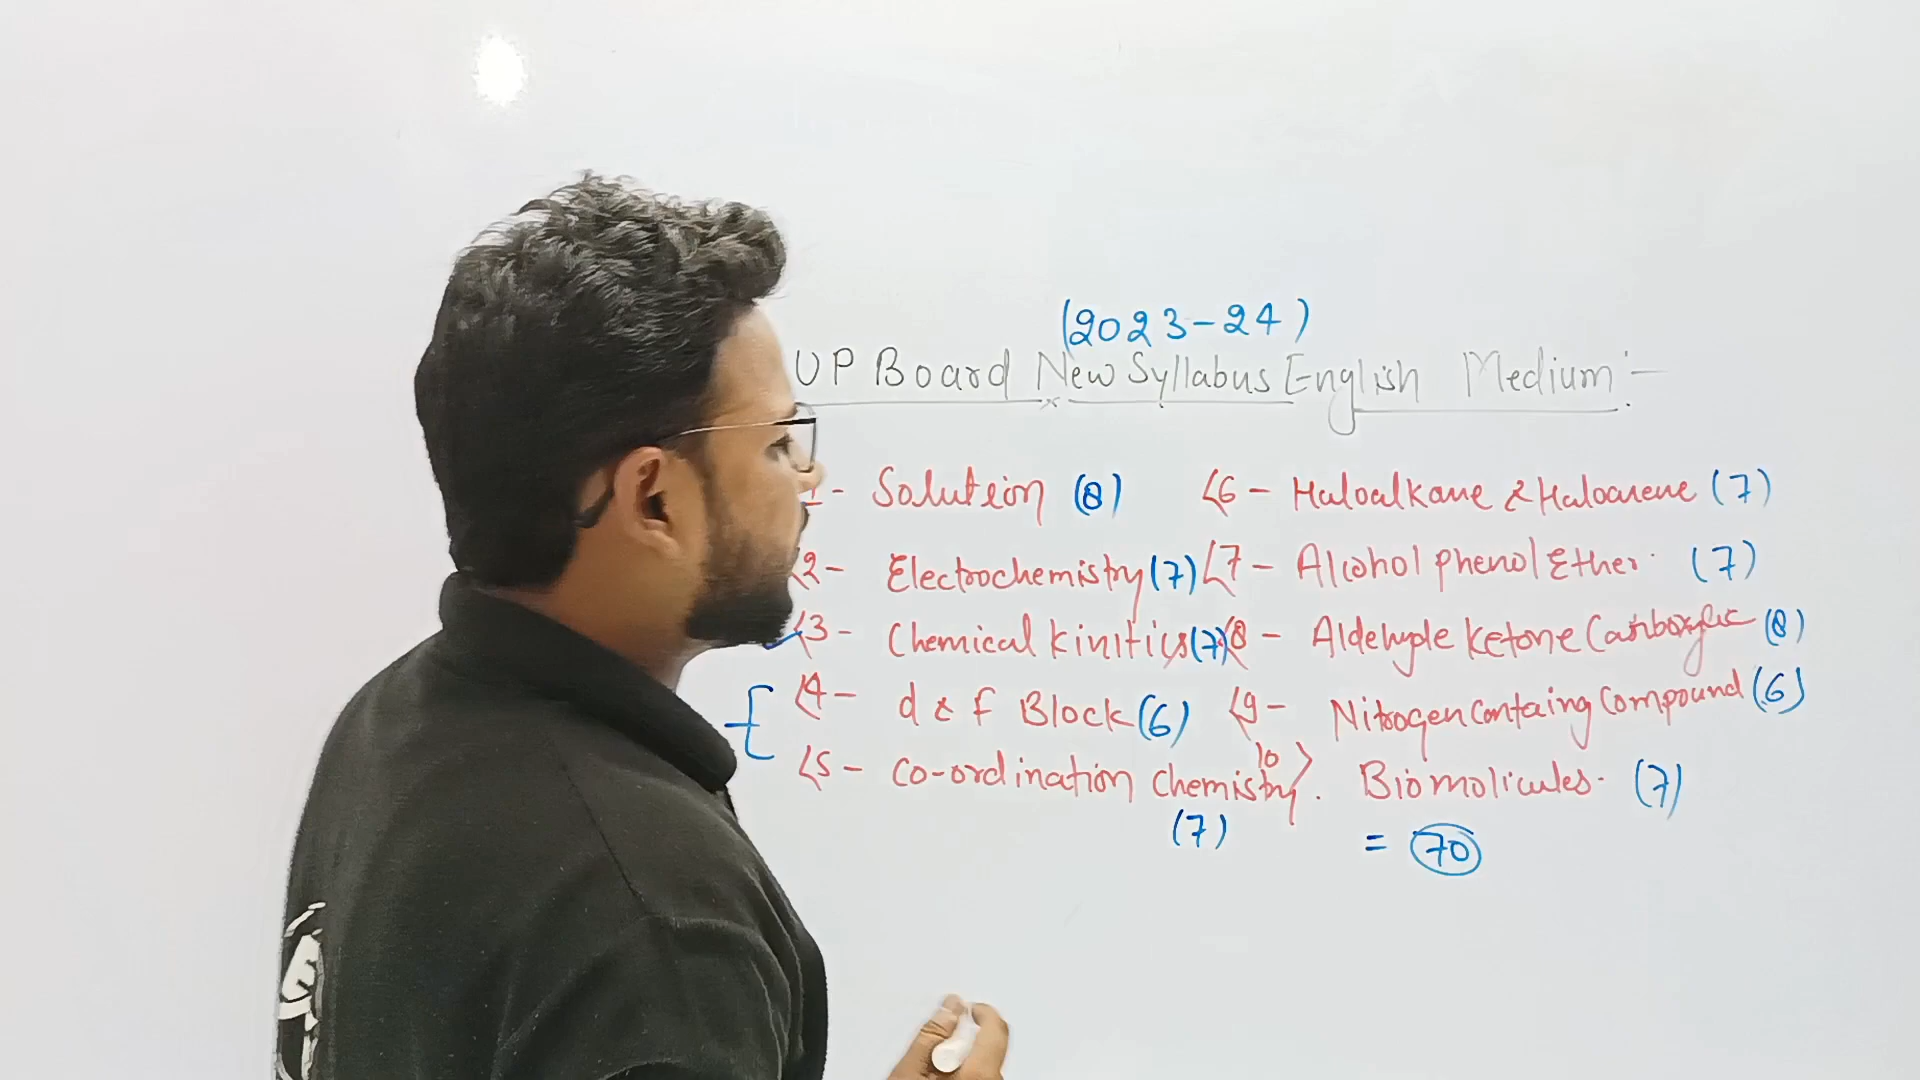 (2023-24)
UP Board New Syllabus English Medium :-
1- Solution (8)
2- Electrochemistry (7)
3- Chemical kinitics (7)
4- d & f Block (6)
5- Co-ordination Chemistry. (7)
6- Haloalkane & Haloarene (7)
7- Alcohol phenol Ether. (7)
8- Aldehyde ketone Carboxylic (8)
9- Nitrogen Containg Compound (6)
10 Biomolicules. (7)
= 70